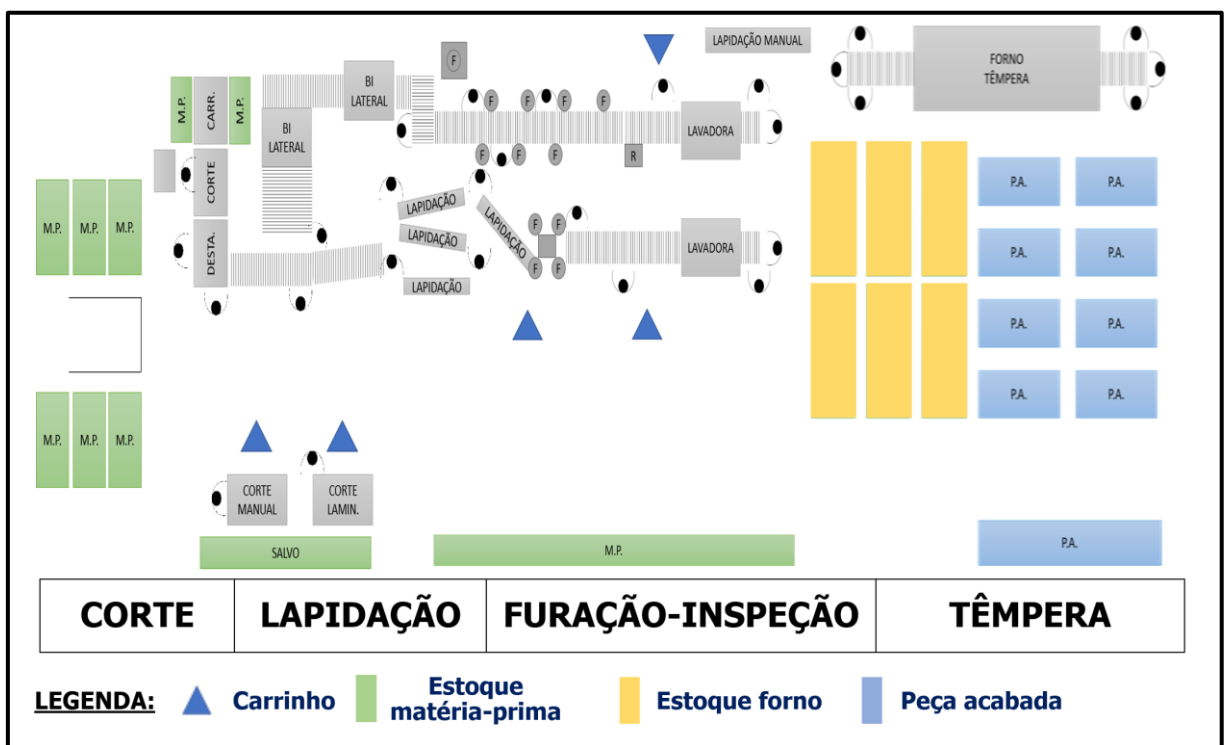 LAPIDAÇÃO MANUAL
FORNO
TÊMPERA
BI
LATERAL
F
M.P.
CARR.
M.P.
BI
LATERAL
F
F
F
F
F
F
F
R
LAVADORA
CORTE
M.P.
M.P.
M.P.
DESTA.
LAPIDAÇÃO
LAPIDAÇÃO
LAPIDAÇÃO
LAPIDAÇÃO
F
F
F
F
LAVADORA
P.A.
P.A.
P.A.
P.A.
P.A.
P.A.
P.A.
P.A.
M.P.
M.P.
M.P.
CORTE
MANUAL
CORTE
LAMIN.
SALVO
M.P.
P.A.
CORTE
LAPIDAÇÃO
FURAÇÃO-INSPEÇÃO
TÊMPERA
LEGENDA:
Carrinho
Estoque
matéria-prima
Estoque forno
Peça acabada